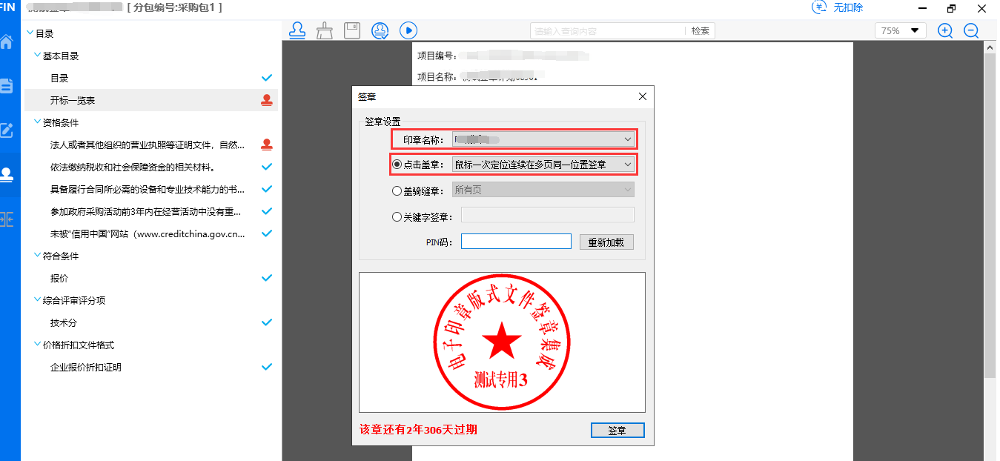 FIN
[ 分包编号:采购包1 ]
无扣除
目录
基本目录
目录
开标一览表
资格条件
法人或者其他组织的营业执照等证明文件，自然...
依法缴纳税收和社会保障资金的相关材料。
具备履行合同所必需的设备和专业技术能力的书...
参加政府采购活动前3年内在经营活动中没有重...
未被“信用中国”网站（www.creditchina.gov.cn...
符合条件
报价
综合评审评分项
技术分
价格折扣文件格式
企业报价折扣证明
请输入查询内容
检索
75%
项目编号：
项目名称：
签章
签章设置
印章名称：
点击盖章： 鼠标一次定位连续在多页同一位置签章
盖骑缝章： 所有页
关键字签章：
PIN码： 重新加载
电子印章版式文件签章集成
测试专用3
该章还有2年306天过期
签章